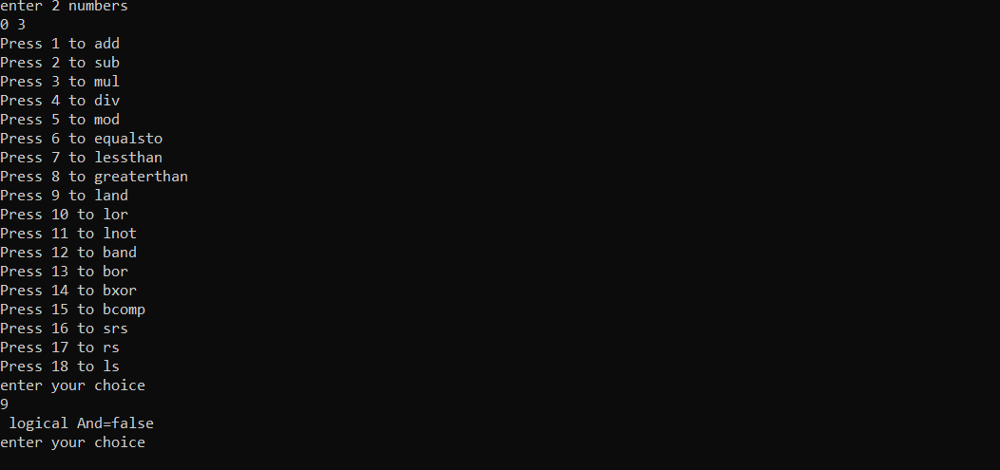 enter 2 numbers
0 3
Press 1 to add
Press 2 to sub
Press 3 to mul
Press 4 to div
Press 5 to mod
Press 6 to equalsto
Press 7 to lessthan
Press 8 to greaterthan
Press 9 to land
Press 10 to lor
Press 11 to lnot
Press 12 to band
Press 13 to bor
Press 14 to bxor
Press 15 to bcomp
Press 16 to srs
Press 17 to rs
Press 18 to ls
enter your choice
9
 logical And=false
enter your choice